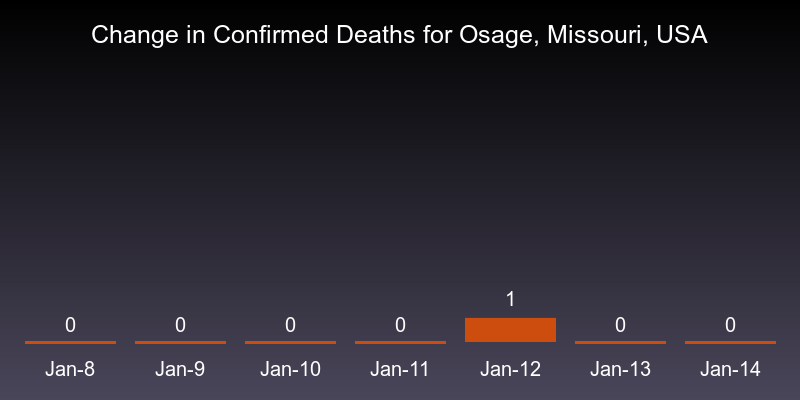 Change in Confirmed Deaths for Osage, Missouri, USA
1
0 0 0 0 0 0
Jan-8 Jan-9 Jan-10 Jan-11 Jan-12 Jan-13 Jan-14